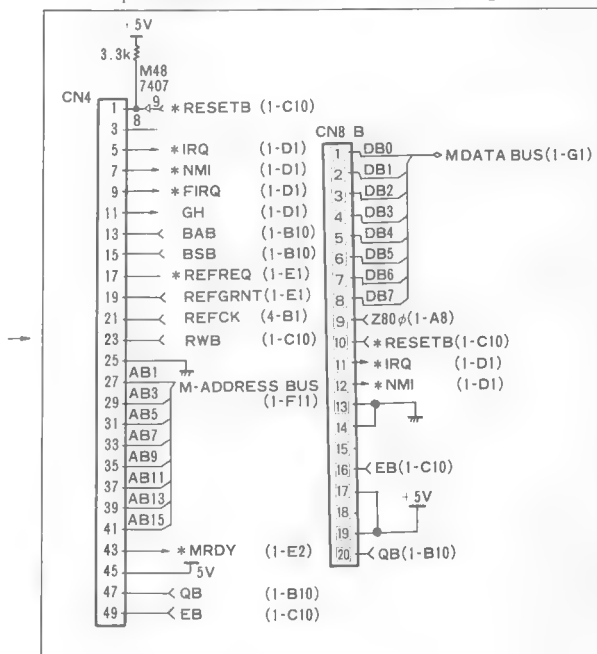 +5V
3.3k
M48
7407
CN4
9
8
1 *RESETB (1-C10)
3
5 *IRQ (1-D1)
7 *NMI (1-D1)
9 *FIRQ (1-D1)
11 GH (1-D1)
13 BAB (1-B10)
15 BSB (1-B10)
17 *REFREQ (1-E1)
19 REFGRNT (1-E1)
21 REFCK (4-B1)
23 RWB (1-C10)
25
27 AB1 M-ADDRESS BUS
(1-F11)
29 AB3
31 AB5
33 AB7
35 AB9
37 AB11
39 AB13
41 AB15
43 *MRDY (1-E2)
45 5V
47 QB (1-B10)
49 EB (1-C10)
CN8 B
1 DB0 MDATA BUS(1-G1)
2 DB1
3 DB2
4 DB3
5 DB4
6 DB5
7 DB6
8 DB7
9 Z80φ(1-A8)
10 *RESETB(1-C10)
11 *IRQ (1-D1)
12 *NMI (1-D1)
13
14
15
16 EB(1-C10)
17 +5V
18
19
20 QB(1-B10)